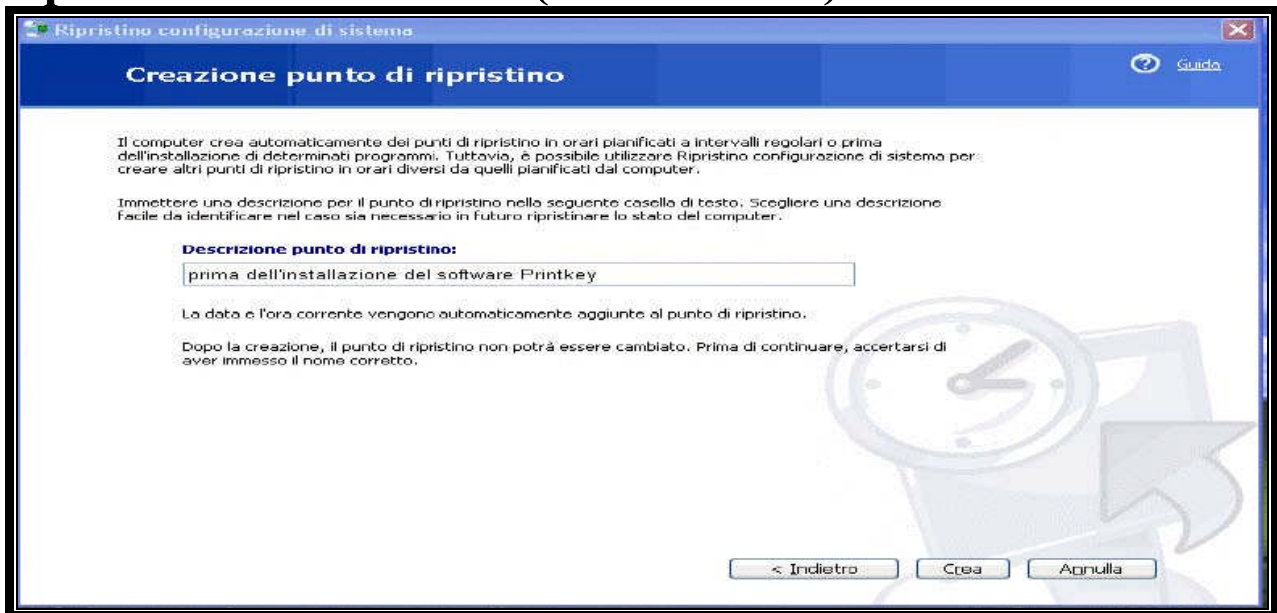 Ripristino configurazione di sistema
Creazione punto di ripristino
Guida
Il computer crea automaticamente dei punti di ripristino in orari pianificati a intervalli regolari o prima
dell'installazione di determinati programmi. Tuttavia, è possibile utilizzare Ripristino configurazione di sistema per
creare altri punti di ripristino in orari diversi da quelli pianificati dal computer.
Immettere una descrizione per il punto di ripristino nella seguente casella di testo. Scegliere una descrizione
facile da identificare nel caso sia necessario in futuro ripristinare lo stato del computer.
Descrizione punto di ripristino:
prima dell'installazione del software Printkey
La data e l'ora corrente vengono automaticamente aggiunte al punto di ripristino.
Dopo la creazione, il punto di ripristino non potrà essere cambiato. Prima di continuare, accertarsi di
aver immesso il nome corretto.
< Indietro Crea Annulla